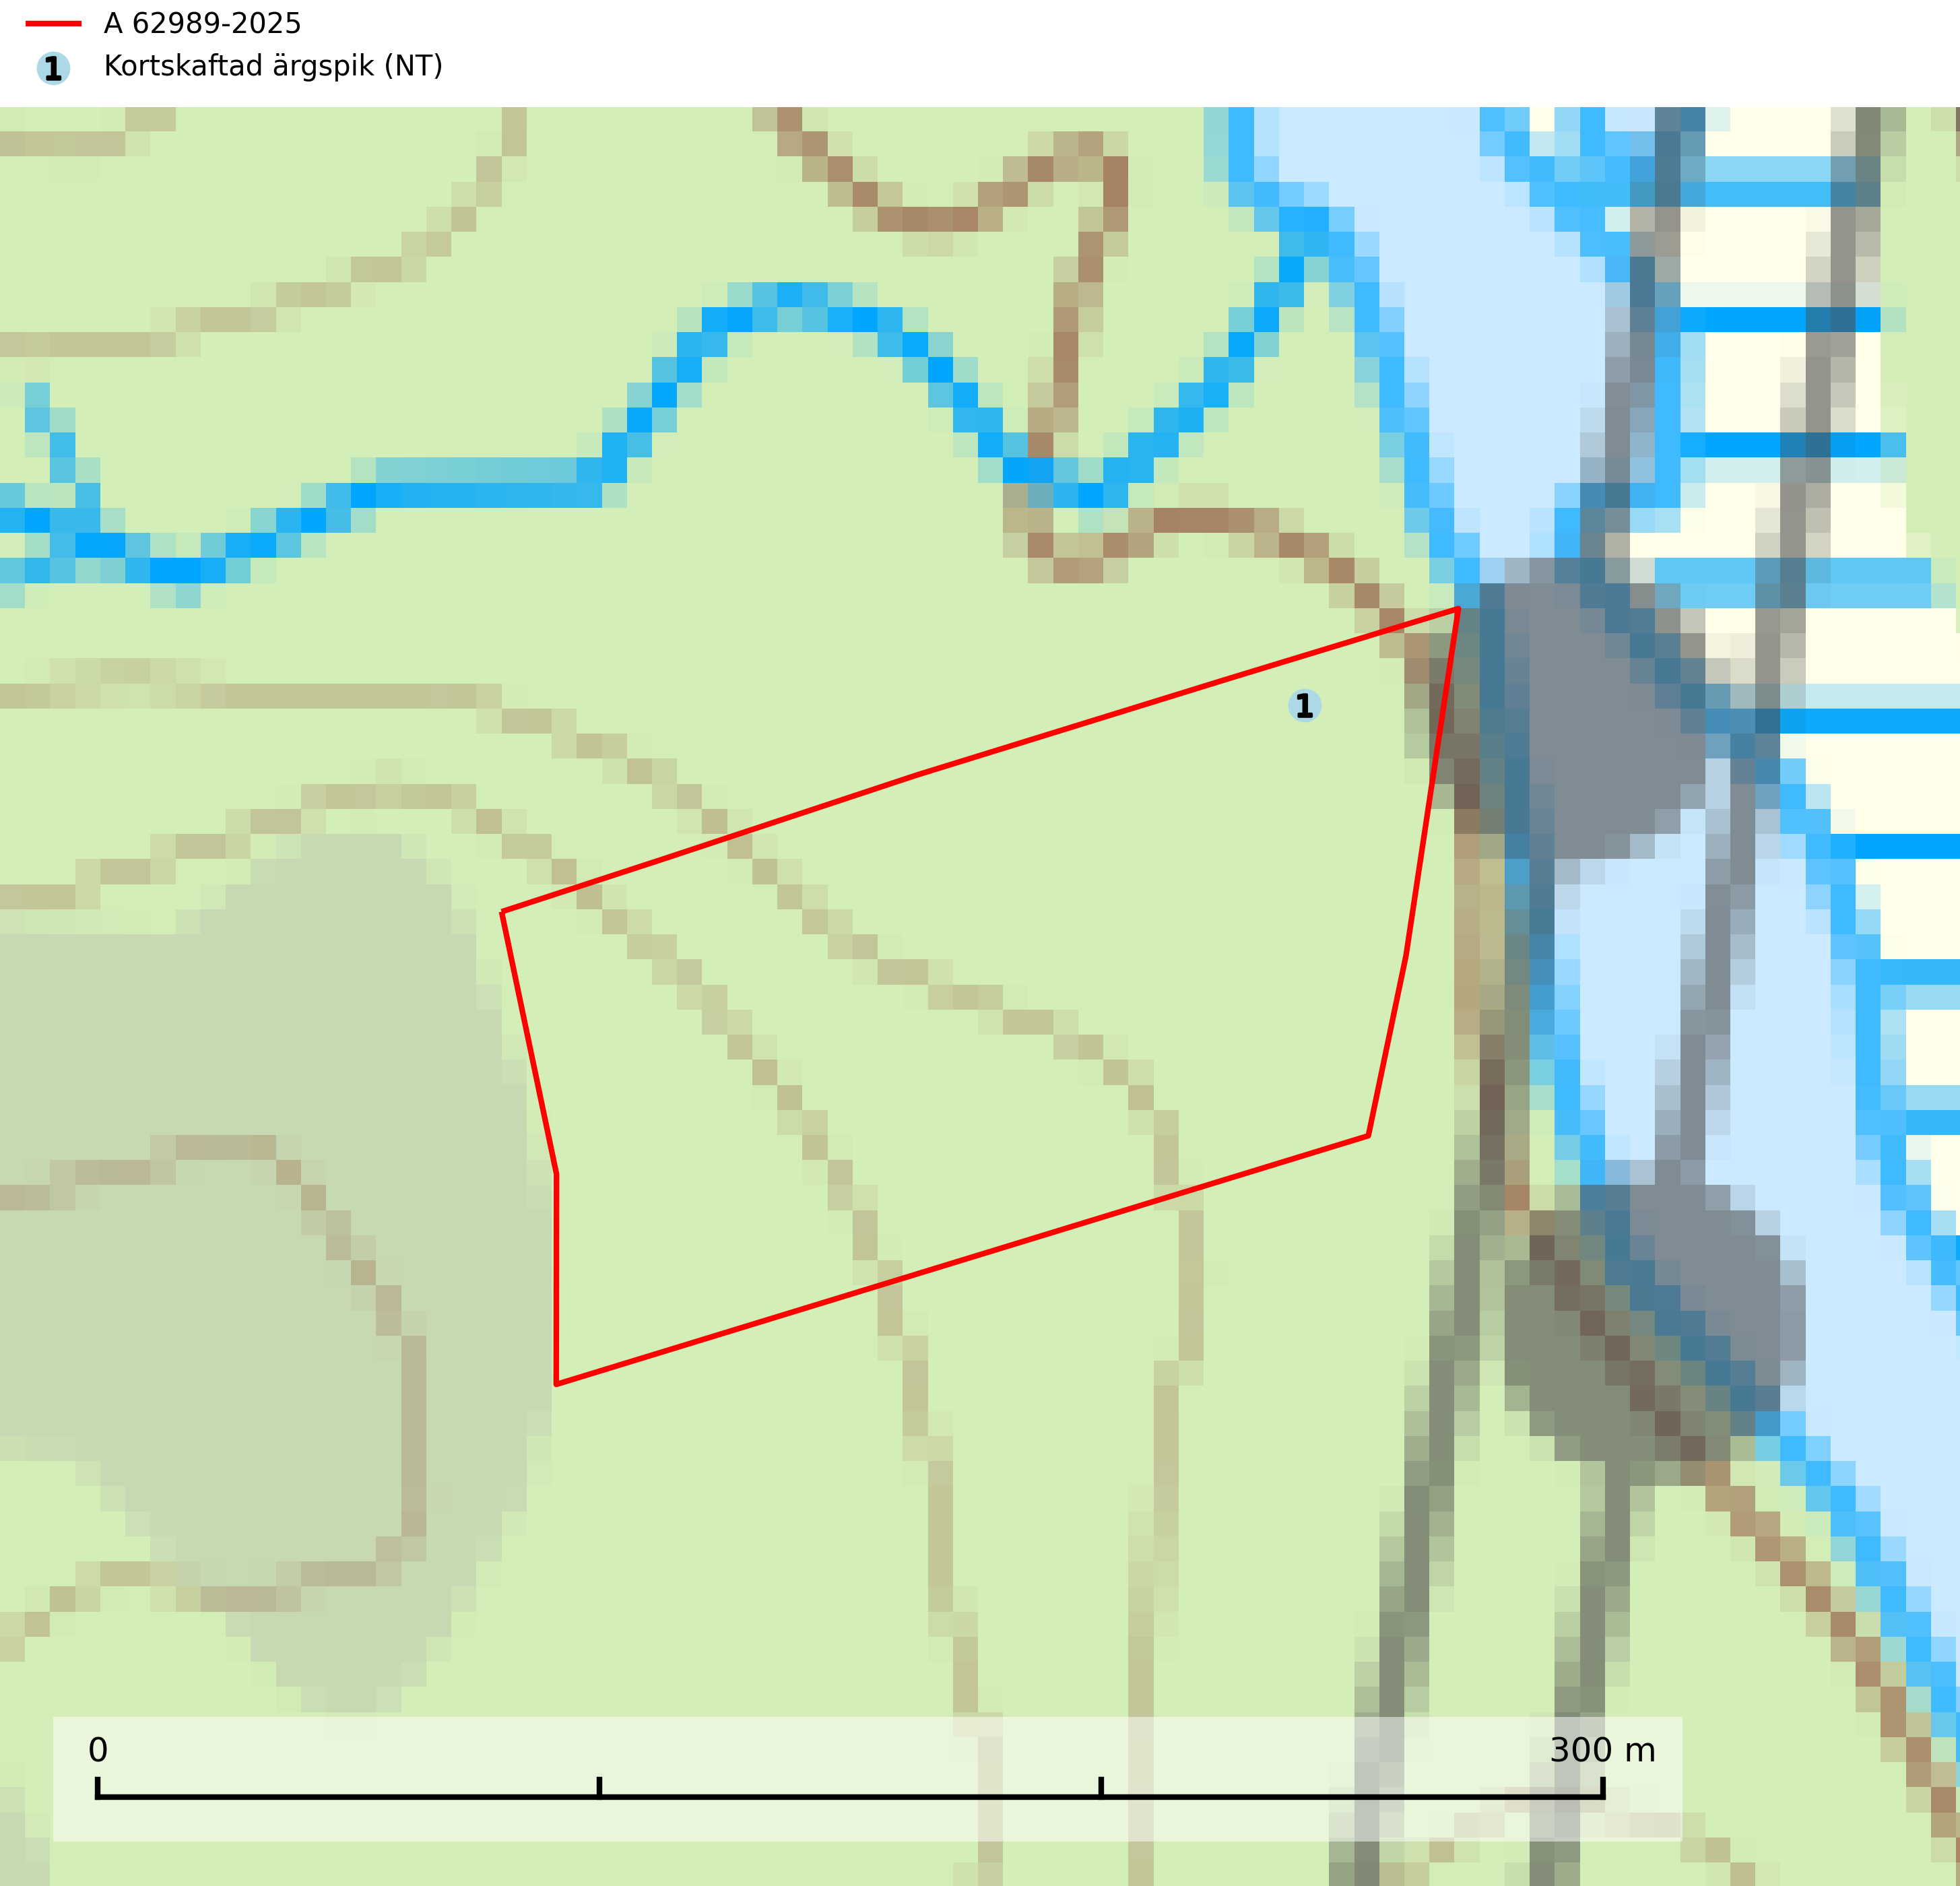 A 62989-2025
1 Kortskaftad ärgspik (NT)
1
0 300 m